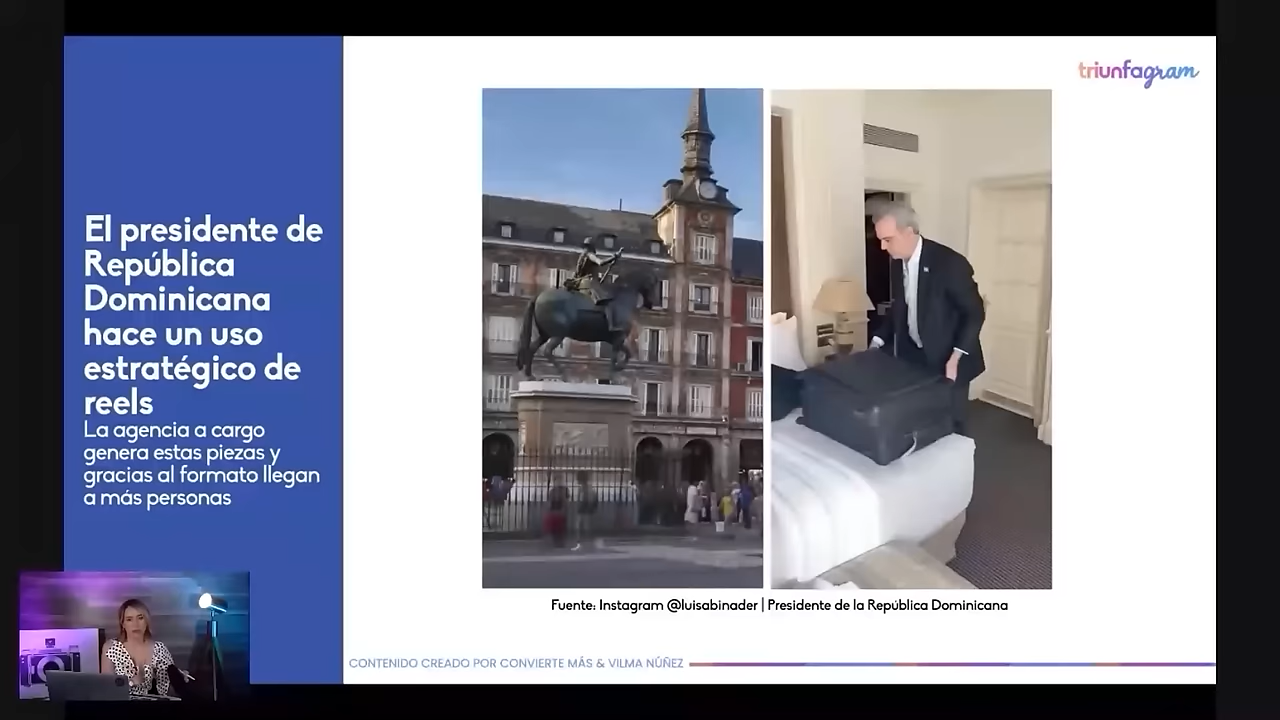 triunfagram
El presidente de
República
Dominicana
hace un uso
estratégico de
reels
La agencia a cargo
genera estas piezas y
gracias al formato llegan
a más personas
Fuente: Instagram @luisabinader | Presidente de la República Dominicana
CONTENIDO CREADO POR CONVIERTE MÁS & VILMA NÚÑEZ